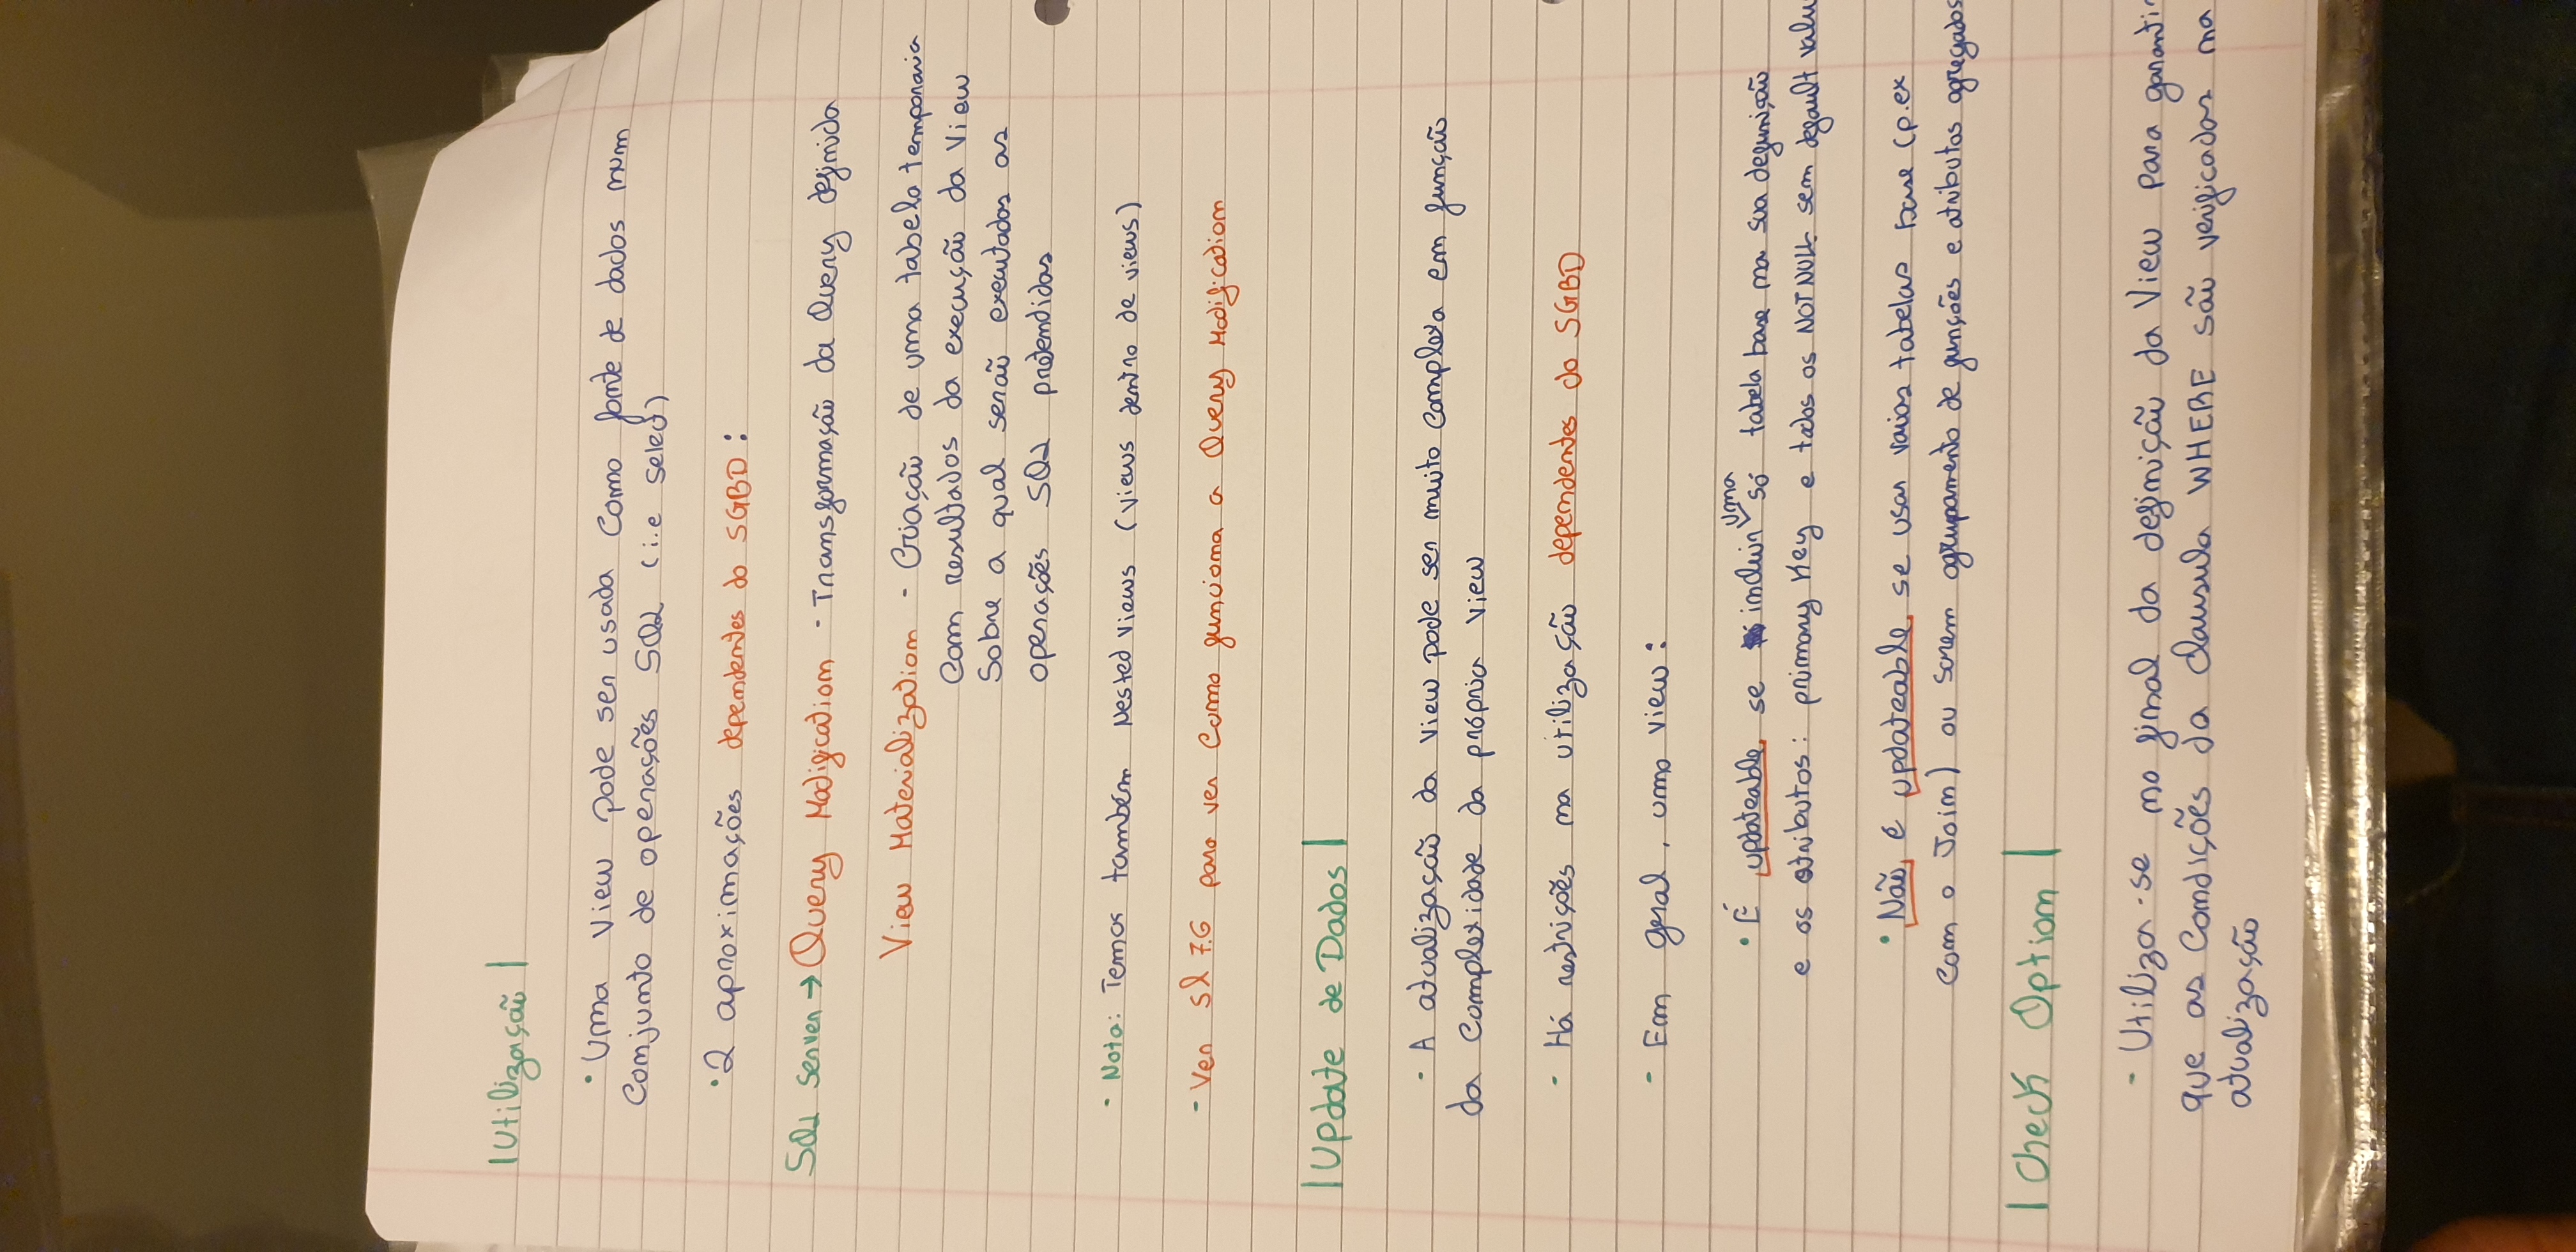 |Utilização|
· Uma view pode ser usada como fonte de dados num
conjunto de operações SQL (i.e select)
· 2 aproximações dependentes do SGBD:
SQL Server → Query Modification - Transformação da Query definida
View Materialization - Criação de uma tabela temporaria
com resultados da execução da view
sobre a qual serão executados as
operações SQL pretendidas
- Nota: Temos também Nested views (views dentro de views)
- Ver sl 7.6 para ver como funciona a Query Modification
|Update de Dados|
- A atualização da view pode ser muito complexa em função
da complexidade da própria view
- Há restrições na utilização dependentes do SGBD
- Em geral, uma view:
· É updateable se incluir uma só tabela base na sua defunição
e os atributos: primary key e todos os NOT NULL sem default valu
· Não é updateable se usar varias tabelas base (p.ex
com o Join) ou agrupamento de funções e atributos agregados
|Check Option|
- Utiliza-se no final da definição da View para garantir
que as condições da clausula WHERE são verificadas na
atualização